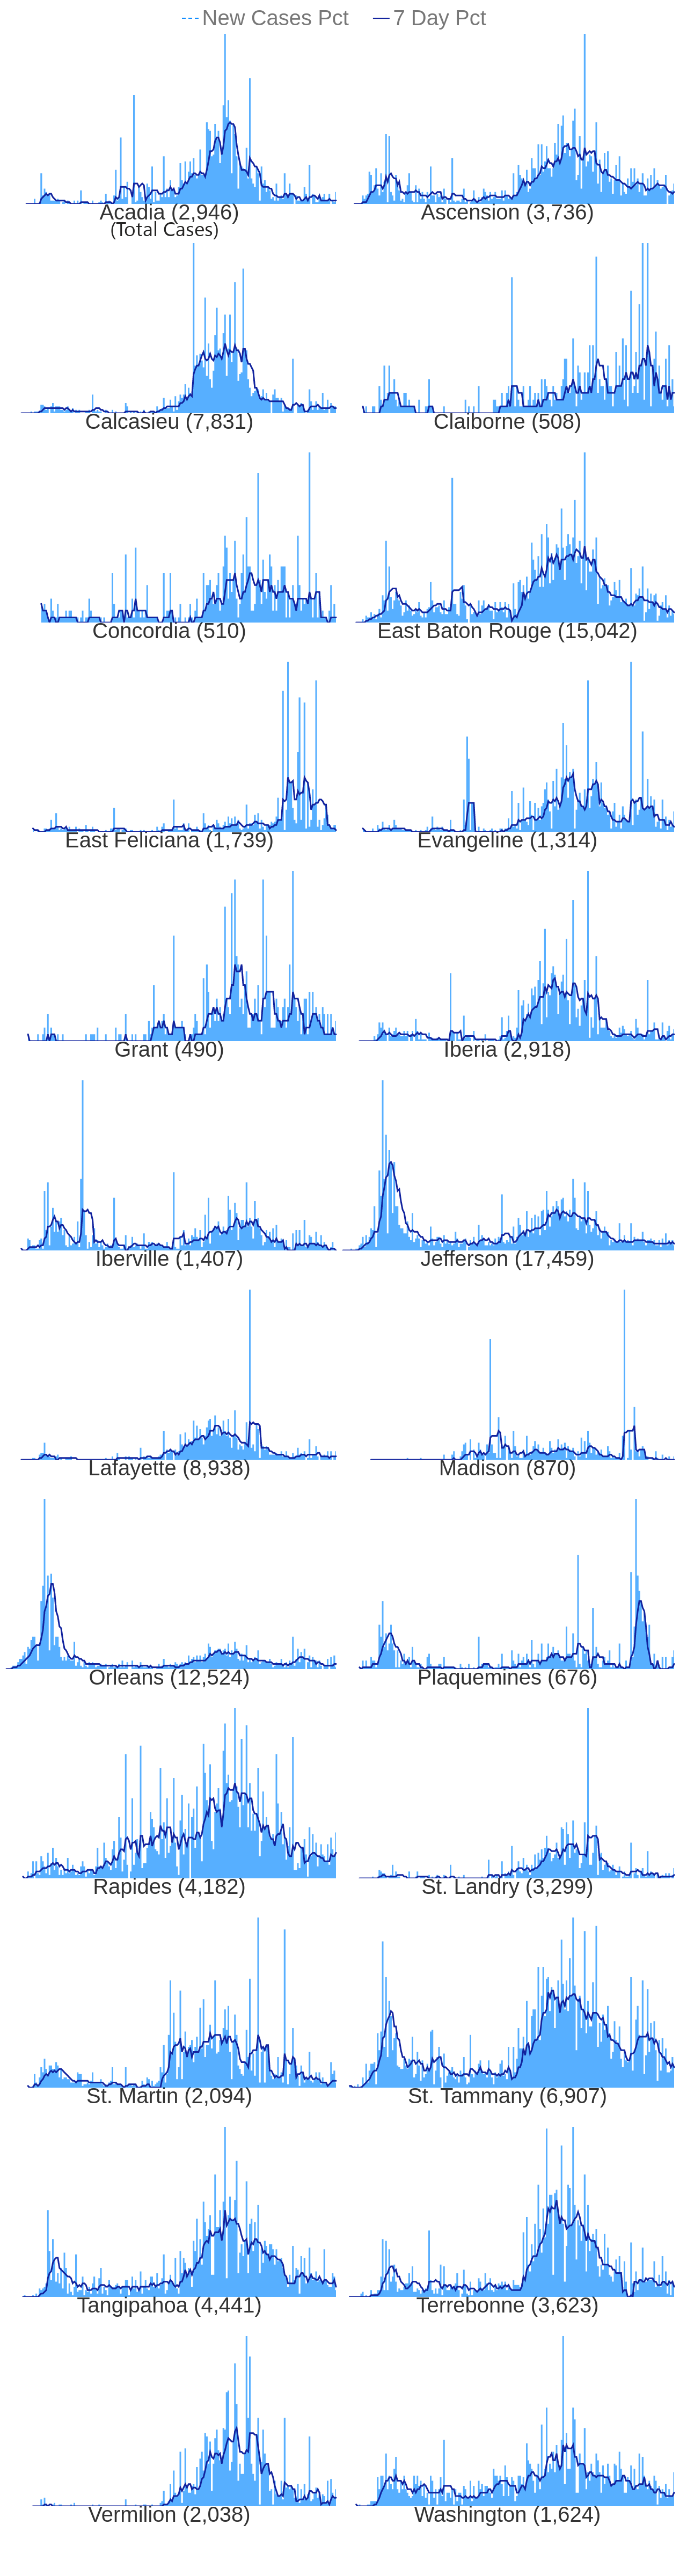 New Cases Pct 7 Day Pct
Acadia (2,946) Ascension (3,736)
(Total Cases)
Calcasieu (7,831) Claiborne (508)
Concordia (510) East Baton Rouge (15,042)
East Feliciana (1,739) Evangeline (1,314)
Grant (490) Iberia (2,918)
Iberville (1,407) Jefferson (17,459)
Lafayette (8,938) Madison (870)
Orleans (12,524) Plaquemines (676)
Rapides (4,182) St. Landry (3,299)
St. Martin (2,094) St. Tammany (6,907)
Tangipahoa (4,441) Terrebonne (3,623)
Vermilion (2,038) Washington (1,624)